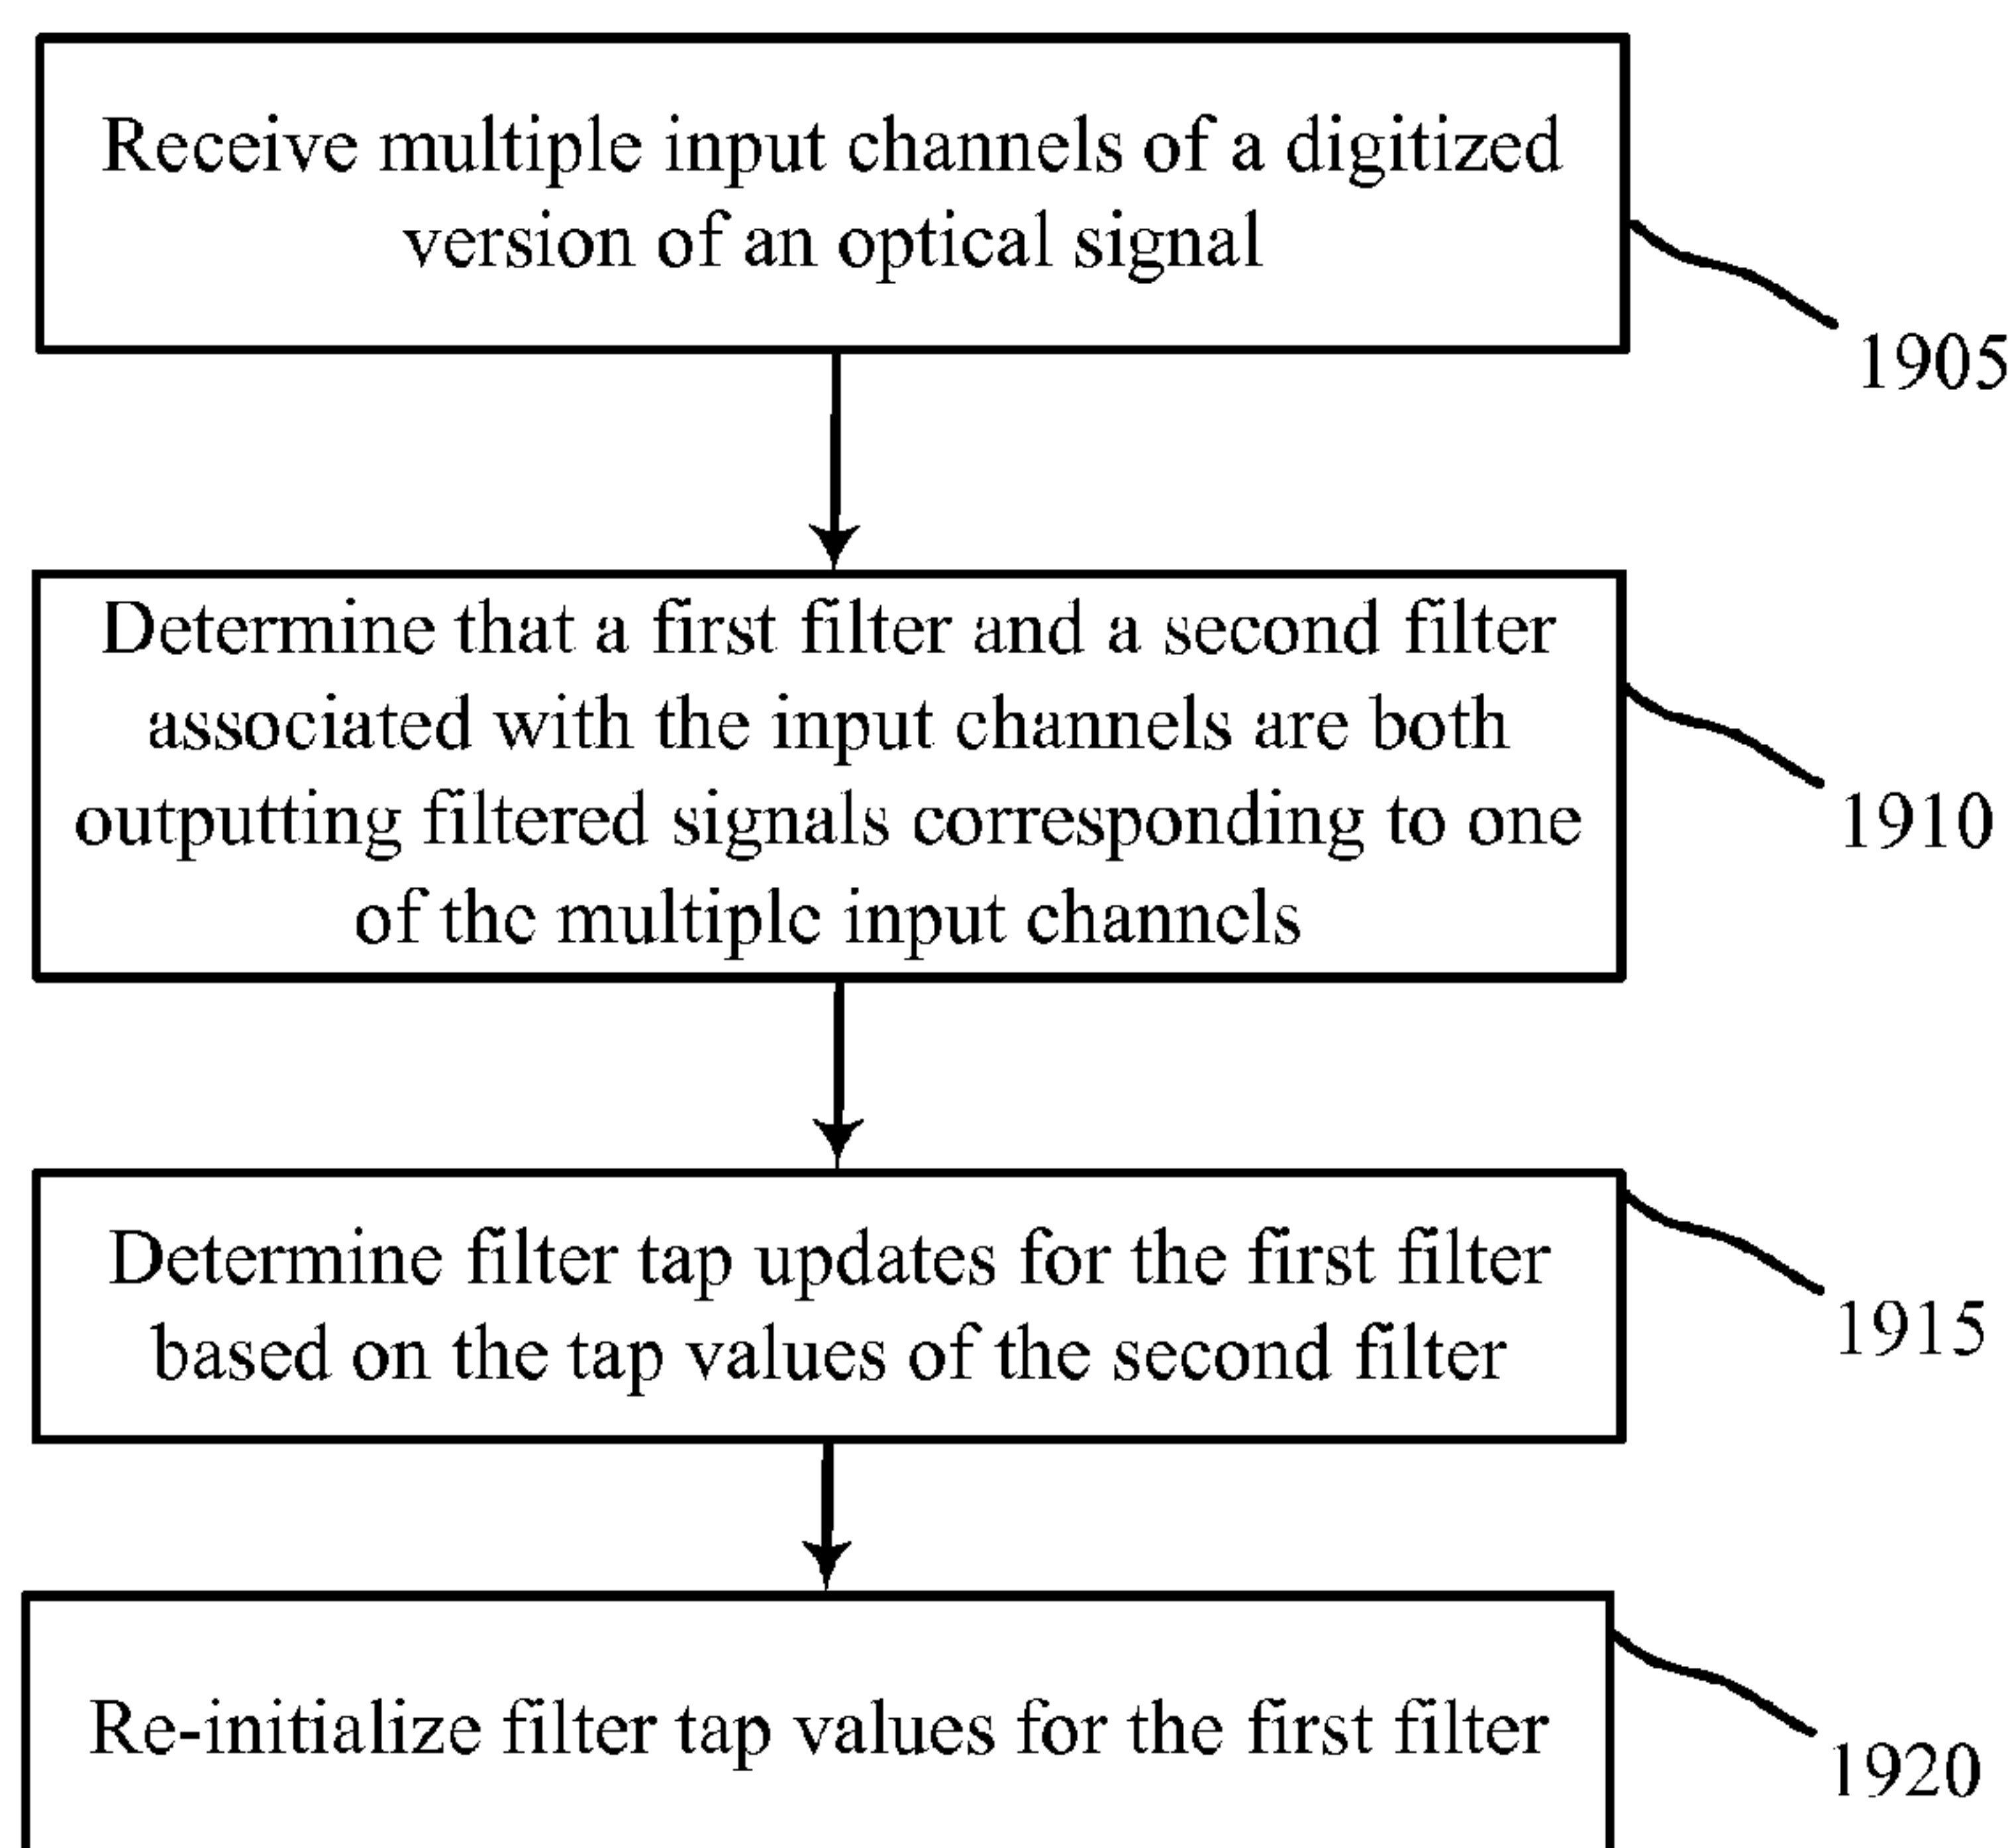 Receive multiple input channels of a digitized
version of an optical signal
1905
Determine that a first filter and a second filter
associated with the input channels are both
outputting filtered signals corresponding to one
of the multiple input channels
1910
Determine filter tap updates for the first filter
based on the tap values of the second filter
1915
Re-initialize filter tap values for the first filter
1920